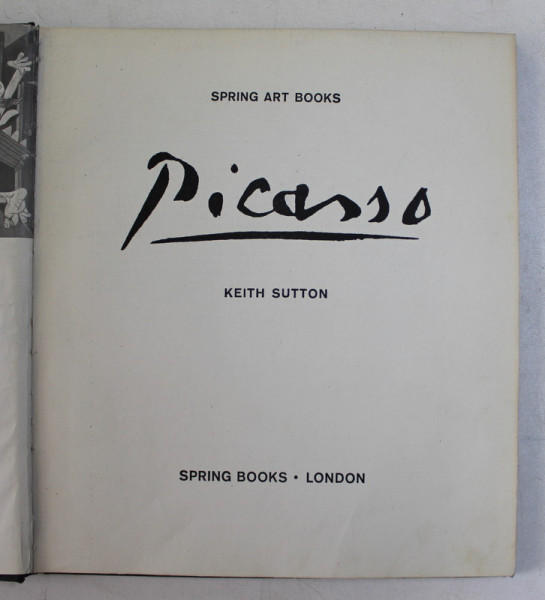 SPRING ART BOOKS
Picasso
KEITH SUTTON
SPRING BOOKS • LONDON